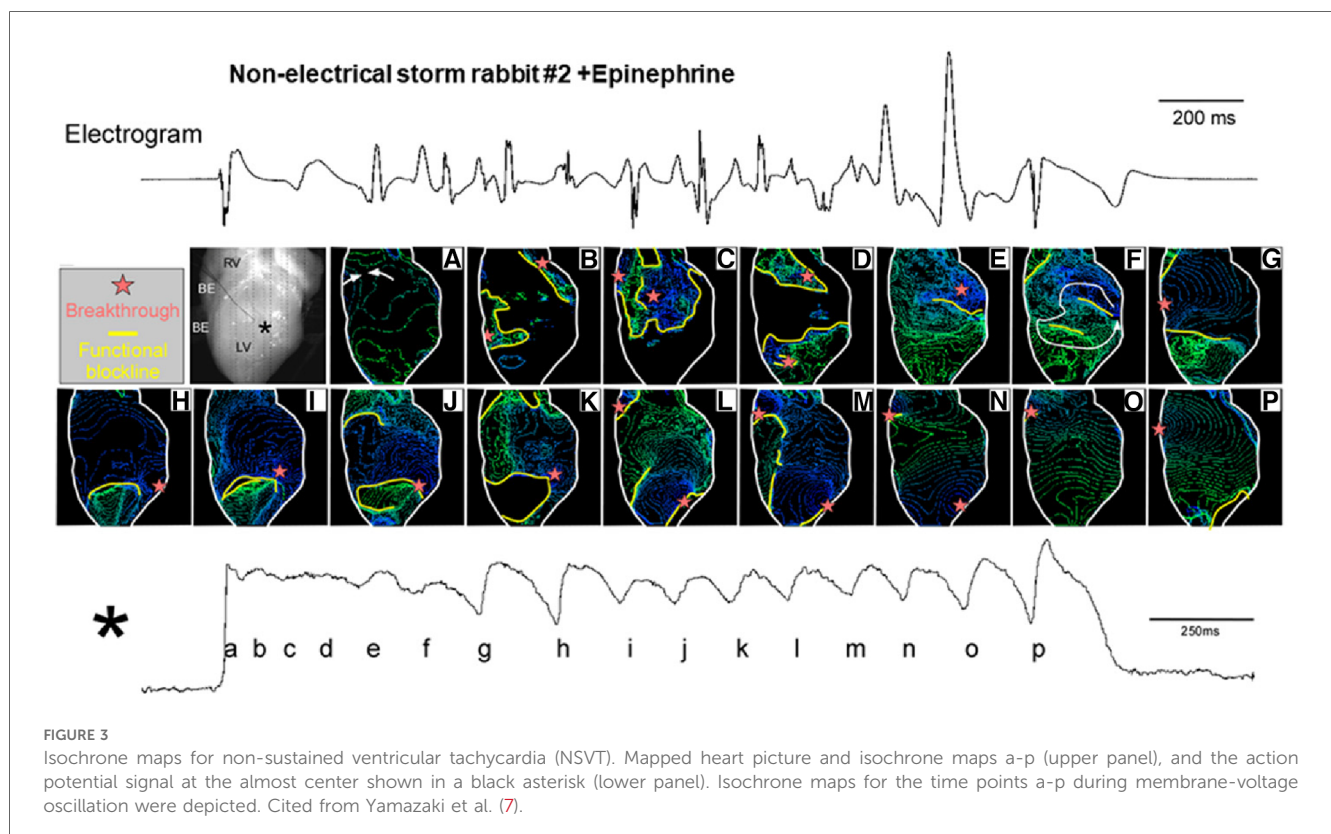 Non-electrical storm rabbit #2 +Epinephrine
200 ms
Electrogram
Breakthrough
Functional
blockline
RV
BE
BE
LV
*
A
B
C
D
E
F
G
H
I
J
K
L
M
N
O
P
*
250ms
a b c d e f g h i j k l m n o p
FIGURE 3
Isochrone maps for non-sustained ventricular tachycardia (NSVT). Mapped heart picture and isochrone maps a-p (upper panel), and the action
potential signal at the almost center shown in a black asterisk (lower panel). Isochrone maps for the time points a-p during membrane-voltage
oscillation were depicted. Cited from Yamazaki et al. (7).